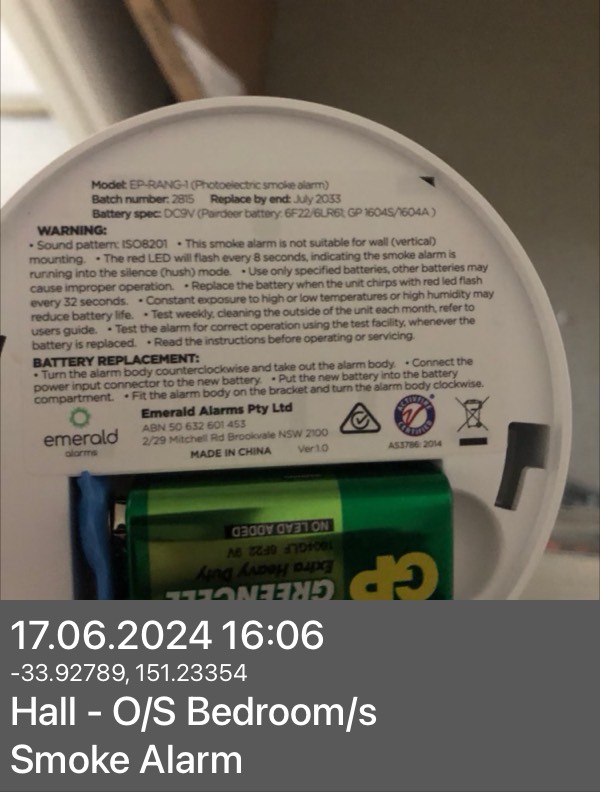 Model: EP-RANG-1 (Photoelectric smoke alarm)
Batch number: 2815 Replace by end: July 2033
Battery spec: DC9V (Pairdeer battery: 6F22/6LR61; GP 1604S/1604A )
WARNING:
• Sound pattern: ISO8201 • This smoke alarm is not suitable for wall (vertical)
mounting. • The red LED will flash every 8 seconds, indicating the smoke alarm is
running into the silence (hush) mode. • Use only specified batteries, other batteries may
cause improper operation. • Replace the battery when the unit chirps with red led flash
every 32 seconds. • Constant exposure to high or low temperatures or high humidity may
reduce battery life. • Test weekly, cleaning the outside of the unit each month, refer to
users guide. • Test the alarm for correct operation using the test facility, whenever the
battery is replaced. • Read the instructions before operating or servicing.
BATTERY REPLACEMENT:
• Turn the alarm body counterclockwise and take out the alarm body. • Connect the
power input connector to the new battery. • Put the new battery into the battery
compartment. • Fit the alarm body on the bracket and turn the alarm body clockwise.
emerald
alarms
Emerald Alarms Pty Ltd
ABN 50 632 601 453
2/29 Mitchell Rd Brookvale NSW 2100
MADE IN CHINA Ver:1.0
ACTIVFIRE
CERTIFIED
AS3786: 2014
NO LEAD ADDED
1604GLF 6F22 9V
Extra Heavy Duty
GREENCELL
GP
17.06.2024 16:06
-33.92789, 151.23354
Hall - O/S Bedroom/s
Smoke Alarm